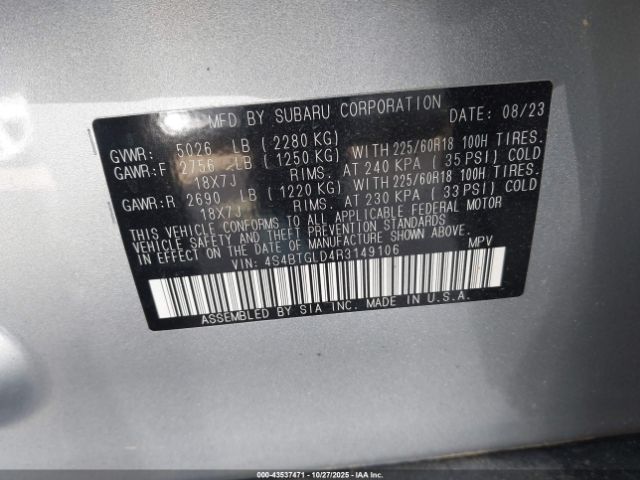 MFD BY SUBARU CORPORATION DATE: 08/23
GVWR: 5026 LB (2280 KG)
GAWR:F 2756 LB (1250 KG) WITH 225/60R18 100H TIRES.
18X7J RIMS. AT 240 KPA (35 PSI) COLD
GAWR:R 2690 LB (1220 KG) WITH 225/60R18 100H TIRES.
18X7J RIMS. AT 230 KPA (33 PSI) COLD
THIS VEHICLE CONFORMS TO ALL APPLICABLE FEDERAL MOTOR
VEHICLE SAFETY AND THEFT PREVENTION STANDARDS IN EFFECT
ON THE DATE OF MANUFACTURE SHOWN ABOVE.
VIN: 4S4BTGLD4R3149106 MPV
ASSEMBLED BY SIA INC. MADE IN U.S.A.
000-43537471 - 10/27/2025 - IAA Inc.